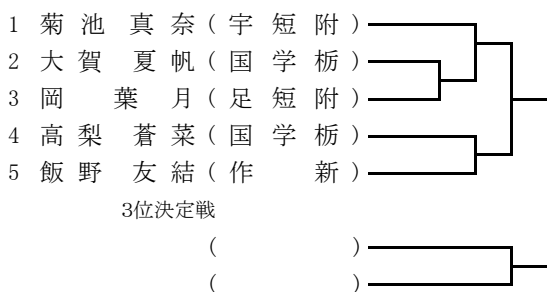 1 菊池 真奈(宇短附)
2 大賀 夏帆(国学栃)
3 岡 葉月(足短附)
4 高梨 蒼菜(国学栃)
5 飯野 友結(作 新)
3位決定戦
( )
( )